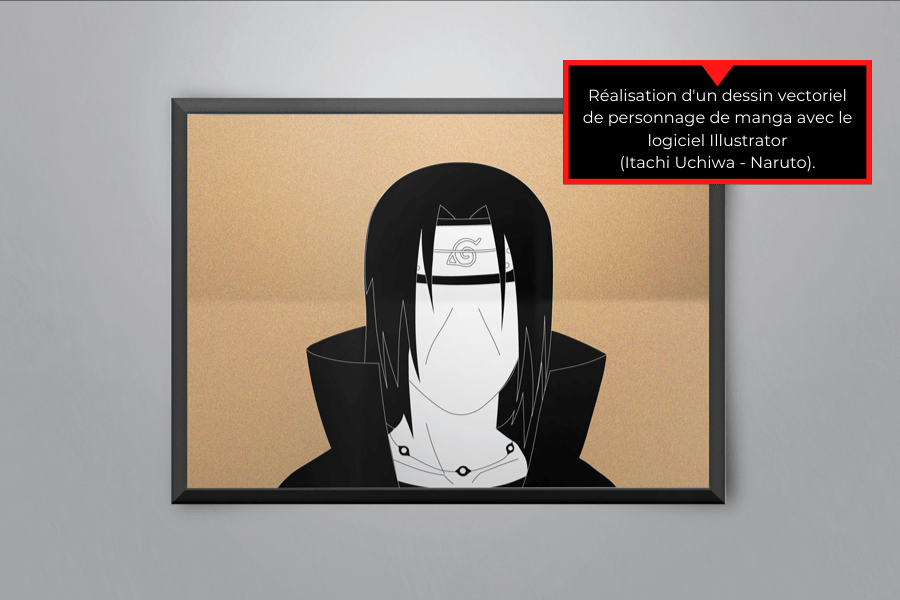 Réalisation d'un dessin vectoriel
de personnage de manga avec le
logiciel Illustrator
(Itachi Uchiwa - Naruto).